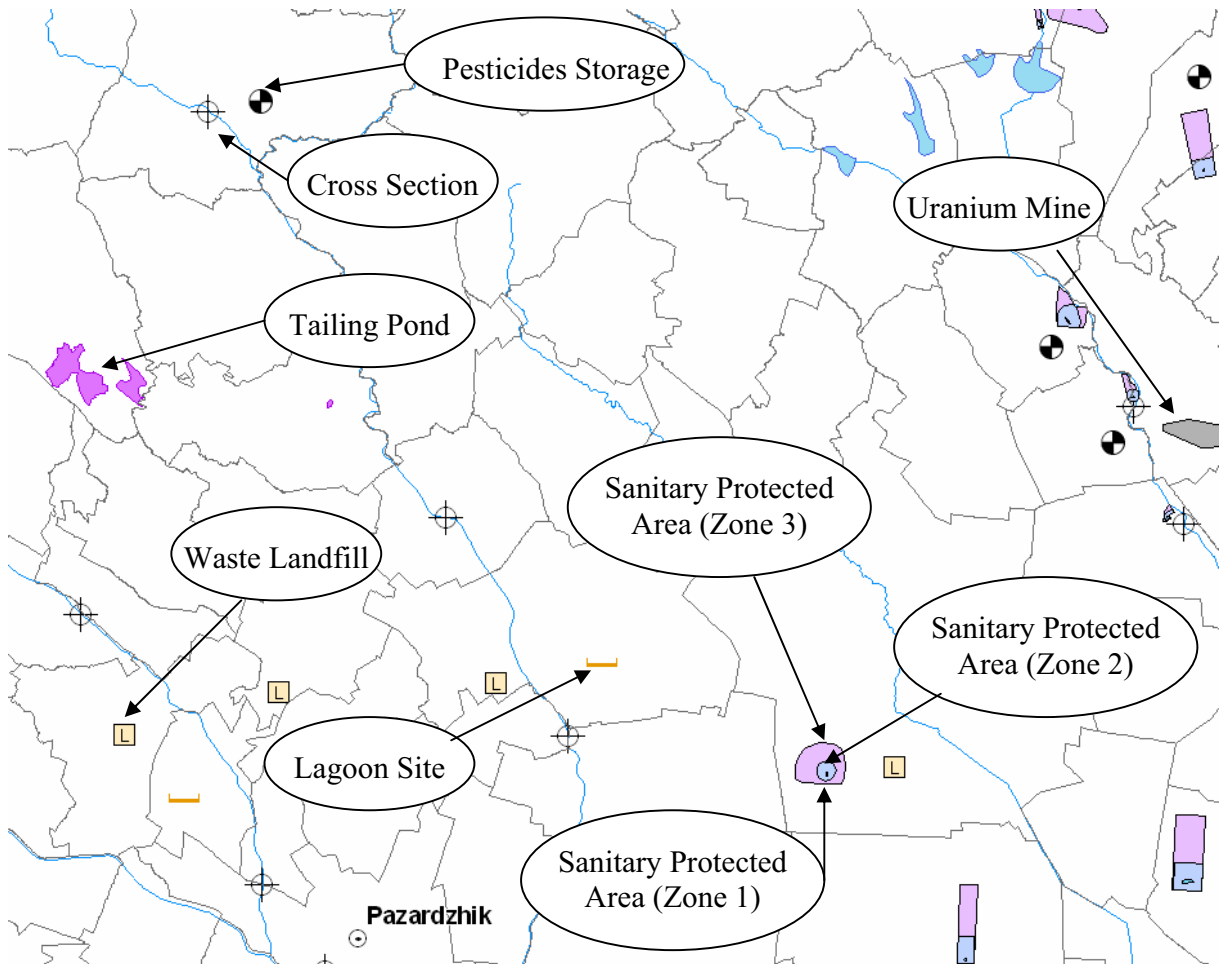 Pesticides Storage
Cross Section
Uranium Mine
Tailing Pond
Sanitary Protected
Area (Zone 3)
Waste Landfill
Sanitary Protected
Area (Zone 2)
L
L
L
Lagoon Site
L
Sanitary Protected
Area (Zone 1)
Pazardzhik